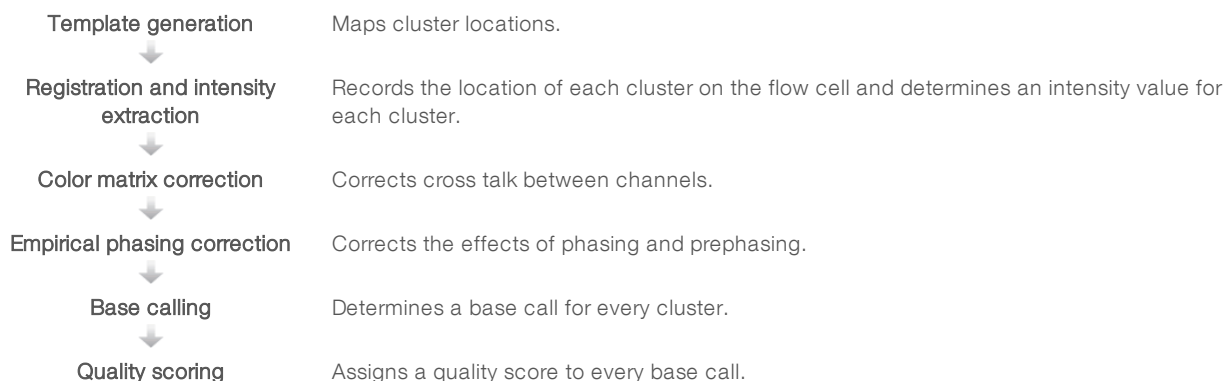 Template generation Maps cluster locations.
Registration and intensity Records the location of each cluster on the flow cell and determines an intensity value for
extraction each cluster.
Color matrix correction Corrects cross talk between channels.
Empirical phasing correction Corrects the effects of phasing and prephasing.
Base calling Determines a base call for every cluster.
Quality scoring Assigns a quality score to every base call.